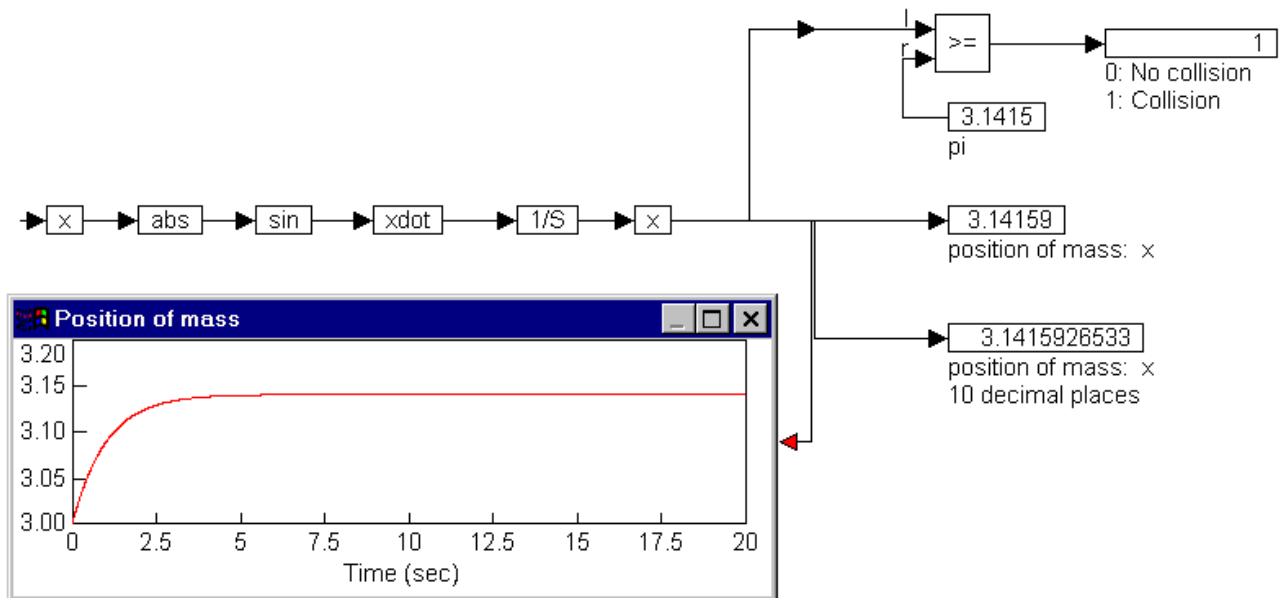 l
r
>=
1
0: No collision
1: Collision
3.1415
pi
x
abs
sin
xdot
1/S
x
3.14159
position of mass: x
3.1415926533
position of mass: x
10 decimal places
Position of mass
3.20
3.15
3.10
3.05
3.00
0 2.5 5 7.5 10 12.5 15 17.5 20
Time (sec)